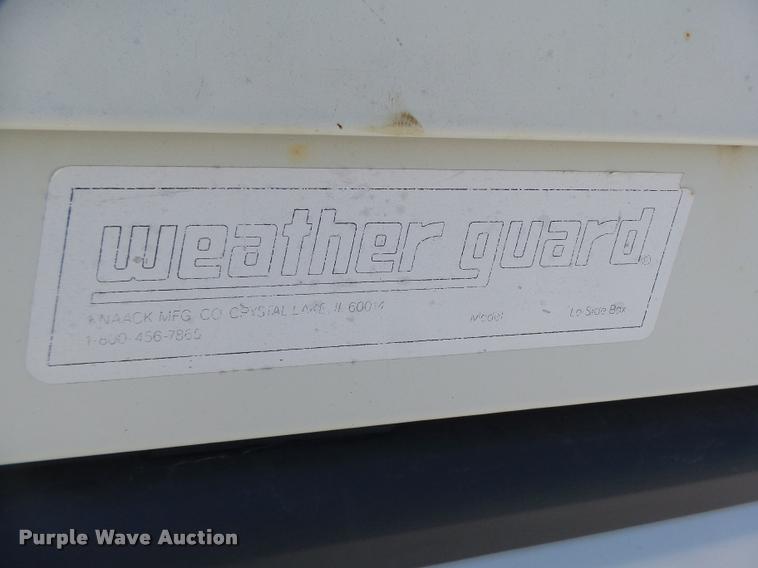 weather guard®
KNAACK MFG. CO. CRYSTAL LAKE, IL 60014
1-800-456-7865
Model Lo-Side Box
Purple Wave Auction